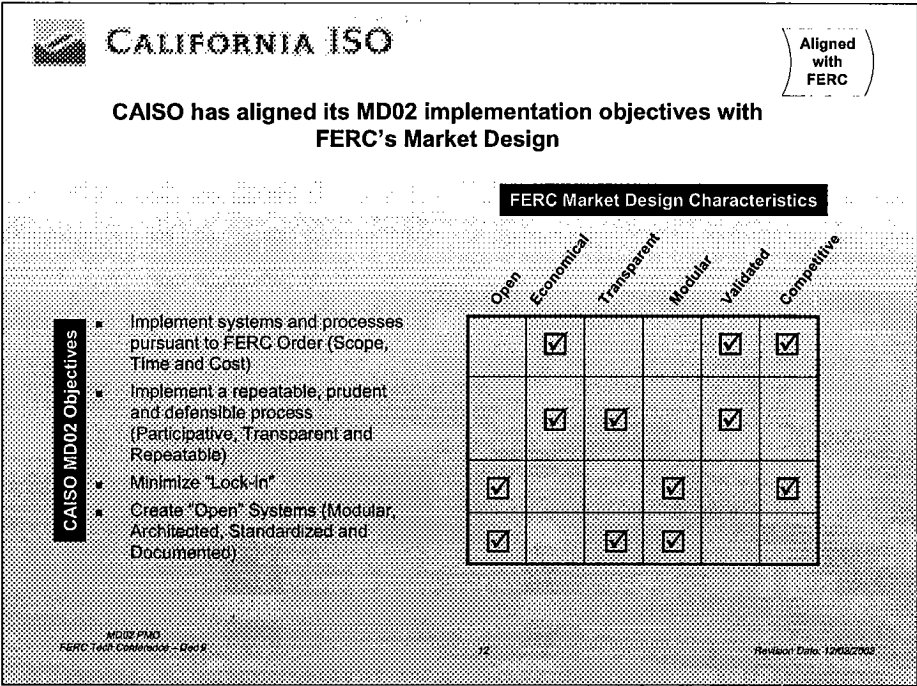 CALIFORNIA ISO
Aligned
with
FERC
CAISO has aligned its MD02 implementation objectives with
FERC's Market Design
FERC Market Design Characteristics
Open
Economical
Transparent
Modular
Validated
Competitive
CAISO MD02 Objectives
Implement systems and processes
pursuant to FERC Order (Scope,
Time and Cost)
Implement a repeatable, prudent
and defensible process
(Participative, Transparent and
Repeatable)
Minimize "Lock-in"
Create "Open" Systems (Modular,
Architected, Standardized and
Documented)
MD02 PMO
FERC Tech Conference – Dec 9
12
Revision Date: 12/03/2002